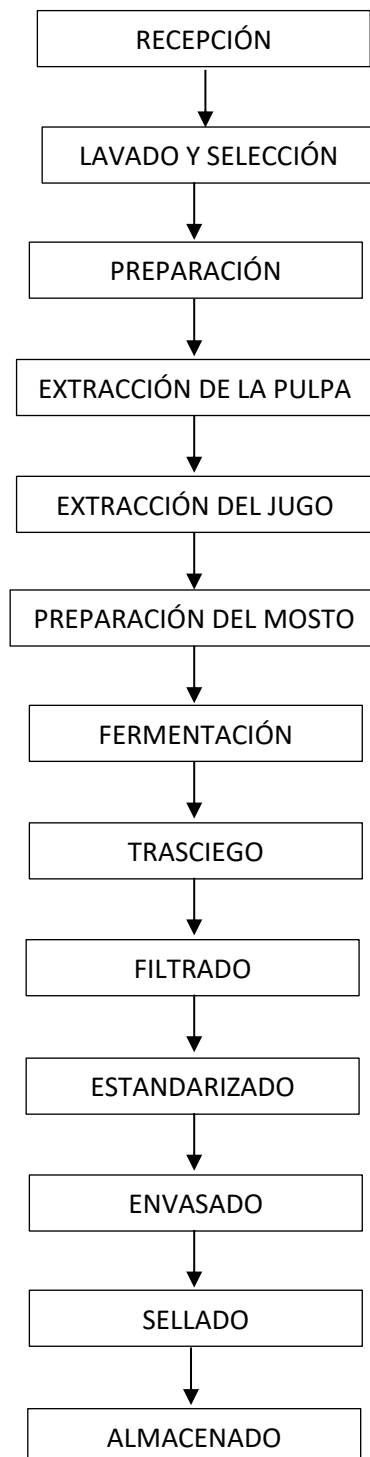 RECEPCIÓN
LAVADO Y SELECCIÓN
PREPARACIÓN
EXTRACCIÓN DE LA PULPA
EXTRACCIÓN DEL JUGO
PREPARACIÓN DEL MOSTO
FERMENTACIÓN
TRASCIEGO
FILTRADO
ESTANDARIZADO
ENVASADO
SELLADO
ALMACENADO